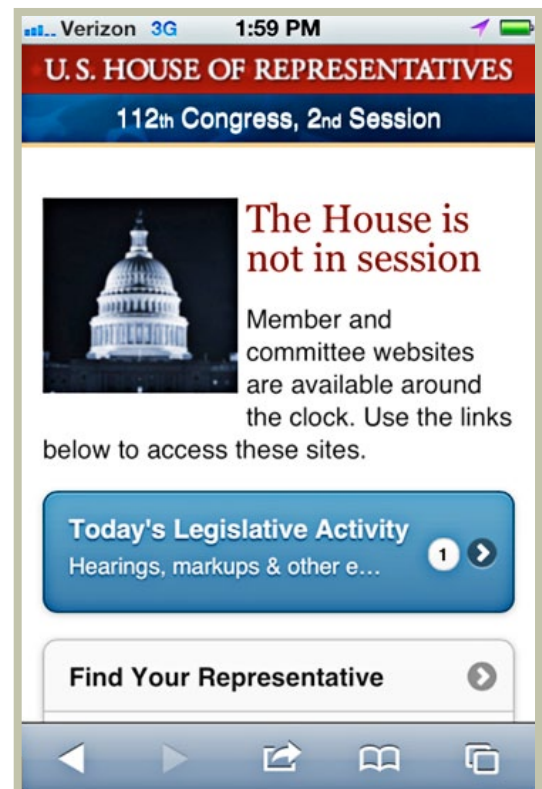 Verizon 3G 1:59 PM
U. S. HOUSE OF REPRESENTATIVES
112th Congress, 2nd Session
The House is
not in session
Member and
committee websites
are available around
the clock. Use the links
below to access these sites.
Today's Legislative Activity
1
Hearings, markups & other e...
Find Your Representative